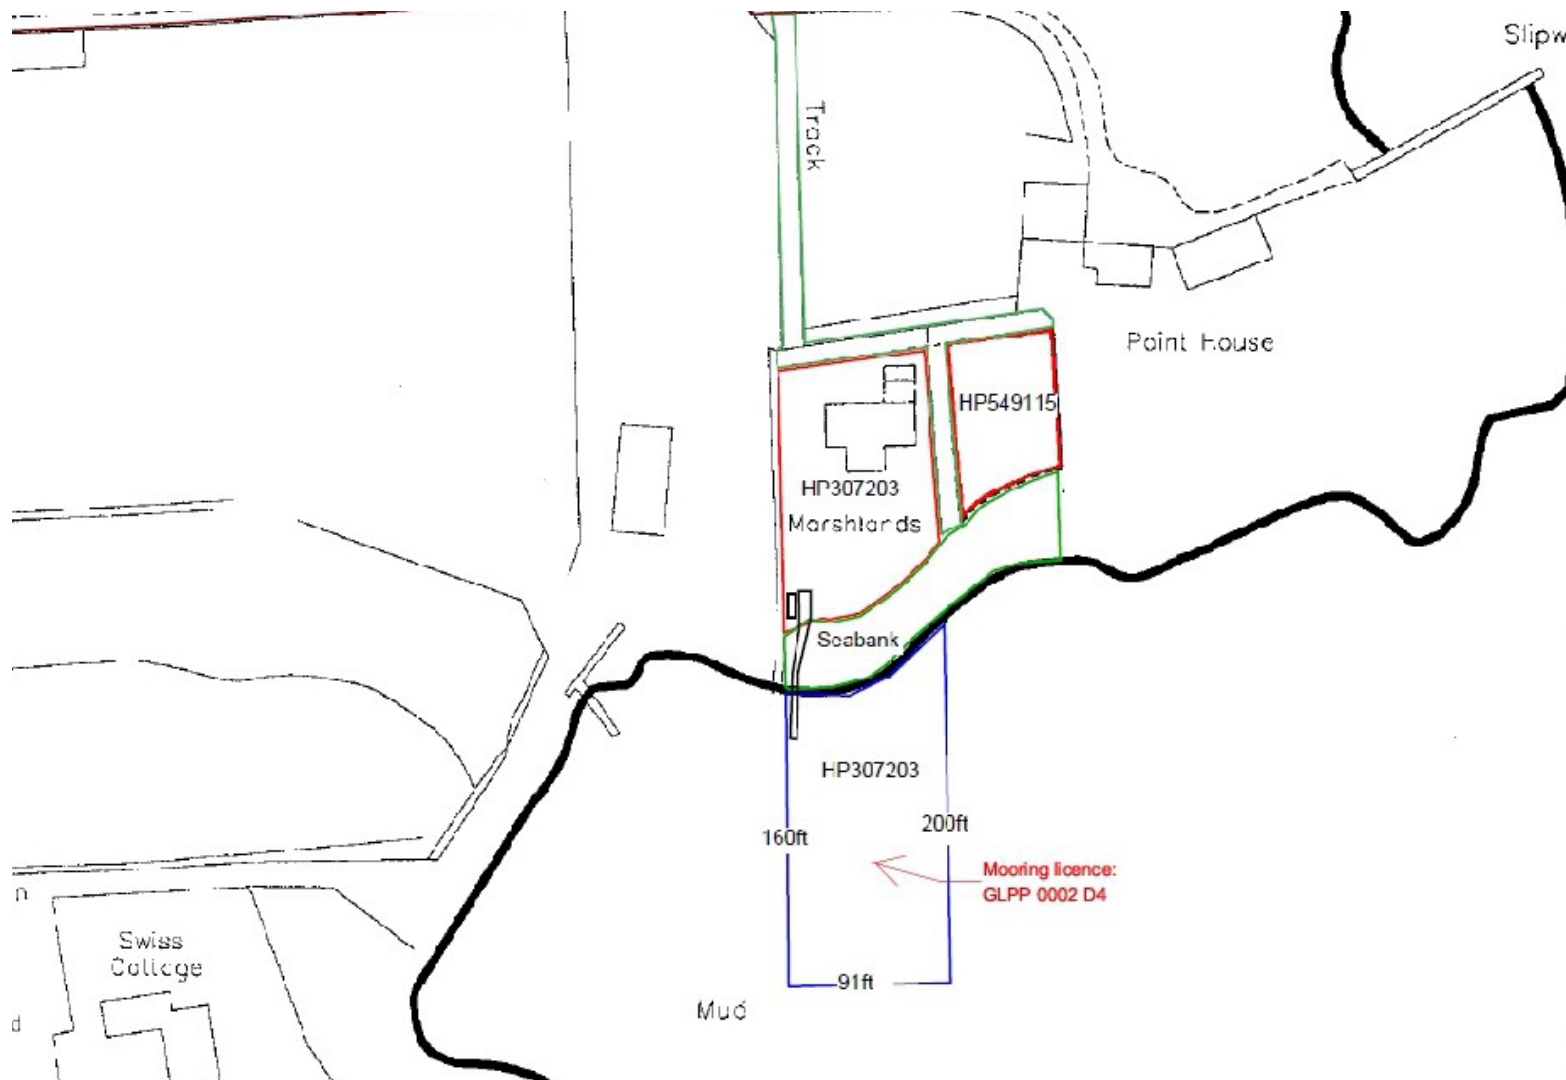 Slipw
Track
Point House
HP549115
HP307203
Marshlands
Seabank
HP307203
160ft
200ft
Mooring licence:
GLPP 0002 D4
91ft
n
Swiss
Cottage
Mud
d